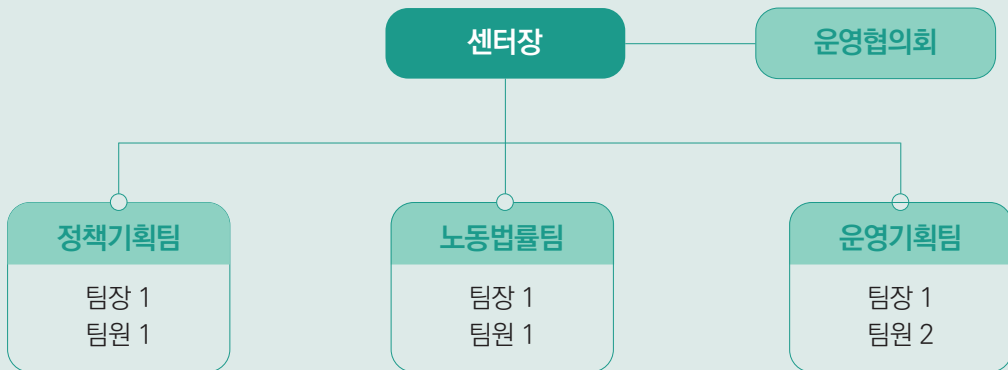 센터장
운영협의회
정책기획팀
팀장 1
팀원 1
노동법률팀
팀장 1
팀원 1
운영기획팀
팀장 1
팀원 2